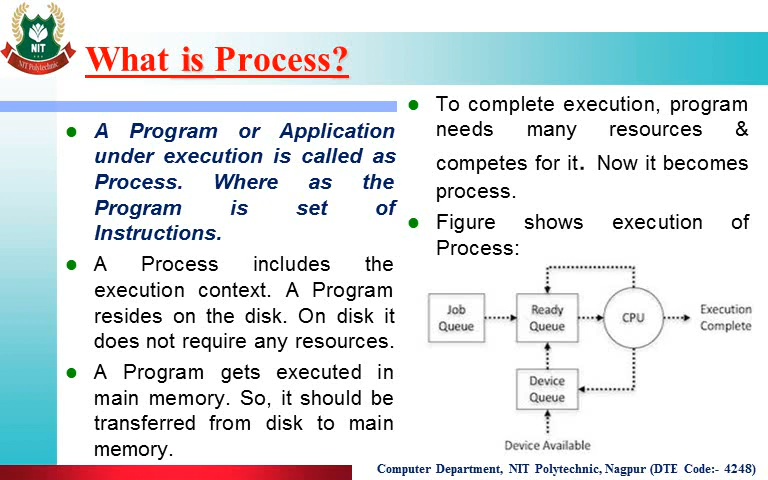 NIT
NIT Polytechnic
What is Process?
A Program or Application
under execution is called as
Process. Where as the
Program is set of
Instructions.
A Process includes the
execution context. A Program
resides on the disk. On disk it
does not require any resources.
A Program gets executed in
main memory. So, it should be
transferred from disk to main
memory.
To complete execution, program
needs many resources &
competes for it. Now it becomes
process.
Figure shows execution of
Process:
Job
Queue
Ready
Queue
CPU
Execution
Complete
Device
Queue
Device Available
Computer Department, NIT Polytechnic, Nagpur (DTE Code:- 4248)